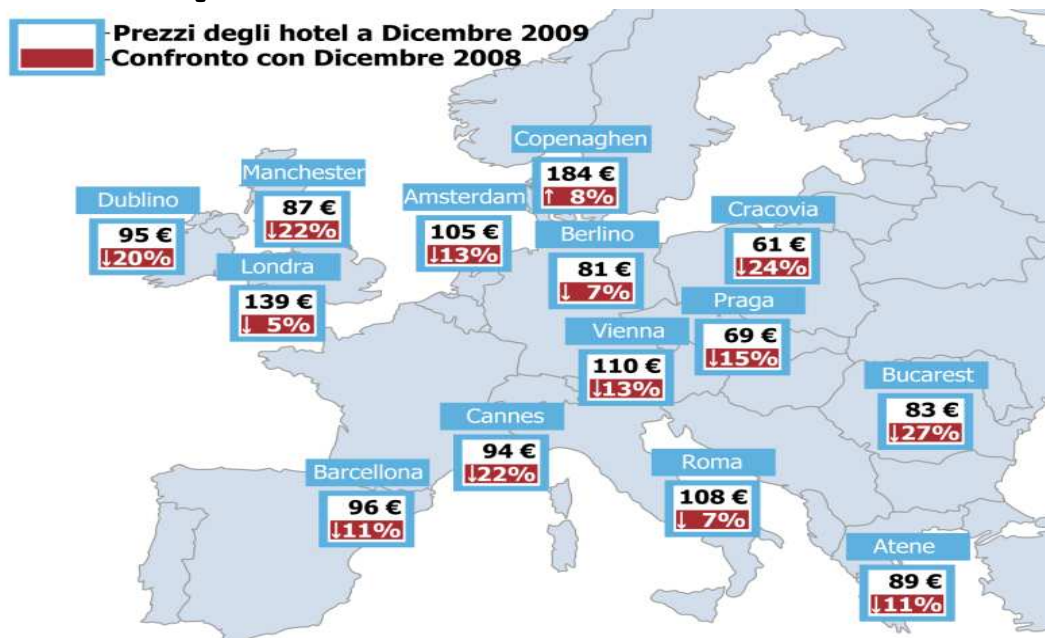 Prezzi degli hotel a Dicembre 2009
Confronto con Dicembre 2008
Copenaghen
184 €
↑ 8%
Manchester
87 €
↓22%
Dublino
95 €
↓20%
Amsterdam
105 €
↓13%
Cracovia
61 €
↓24%
Berlino
81 €
↓ 7%
Londra
139 €
↓ 5%
Praga
69 €
↓15%
Vienna
110 €
↓13%
Bucarest
83 €
↓27%
Cannes
94 €
↓22%
Barcellona
96 €
↓11%
Roma
108 €
↓ 7%
Atene
89 €
↓11%